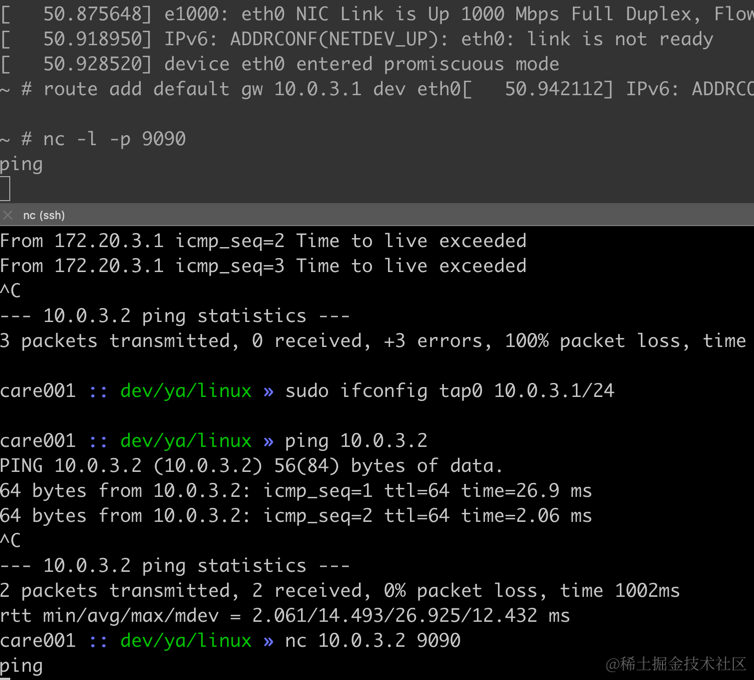 [   50.875648] e1000: eth0 NIC Link is Up 1000 Mbps Full Duplex, Flow
[   50.918950] IPv6: ADDRCONF(NETDEV_UP): eth0: link is not ready
[   50.928520] device eth0 entered promiscuous mode
~ # route add default gw 10.0.3.1 dev eth0[   50.942112] IPv6: ADDRCO
~ # nc -l -p 9090
ping
nc (ssh)
From 172.20.3.1 icmp_seq=2 Time to live exceeded
From 172.20.3.1 icmp_seq=3 Time to live exceeded
^C
--- 10.0.3.2 ping statistics ---
3 packets transmitted, 0 received, +3 errors, 100% packet loss, time
care001 :: dev/ya/linux » sudo ifconfig tap0 10.0.3.1/24
care001 :: dev/ya/linux » ping 10.0.3.2
PING 10.0.3.2 (10.0.3.2) 56(84) bytes of data.
64 bytes from 10.0.3.2: icmp_seq=1 ttl=64 time=26.9 ms
64 bytes from 10.0.3.2: icmp_seq=2 ttl=64 time=2.06 ms
^C
--- 10.0.3.2 ping statistics ---
2 packets transmitted, 2 received, 0% packet loss, time 1002ms
rtt min/avg/max/mdev = 2.061/14.493/26.925/12.432 ms
care001 :: dev/ya/linux » nc 10.0.3.2 9090
ping
@稀土掘金技术社区